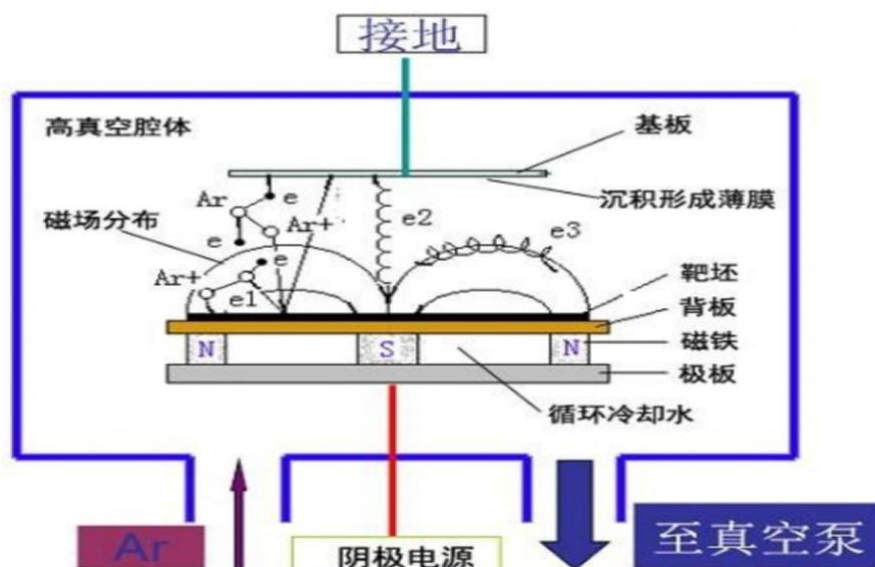 接地
高真空腔体
基板
沉积形成薄膜
Ar
e
e2
磁场分布
Ar+
e3
e
Ar+
e
e1
靶坯
背板
N
S
N
磁铁
极板
循环冷却水
Ar
阴极电源
至真空泵